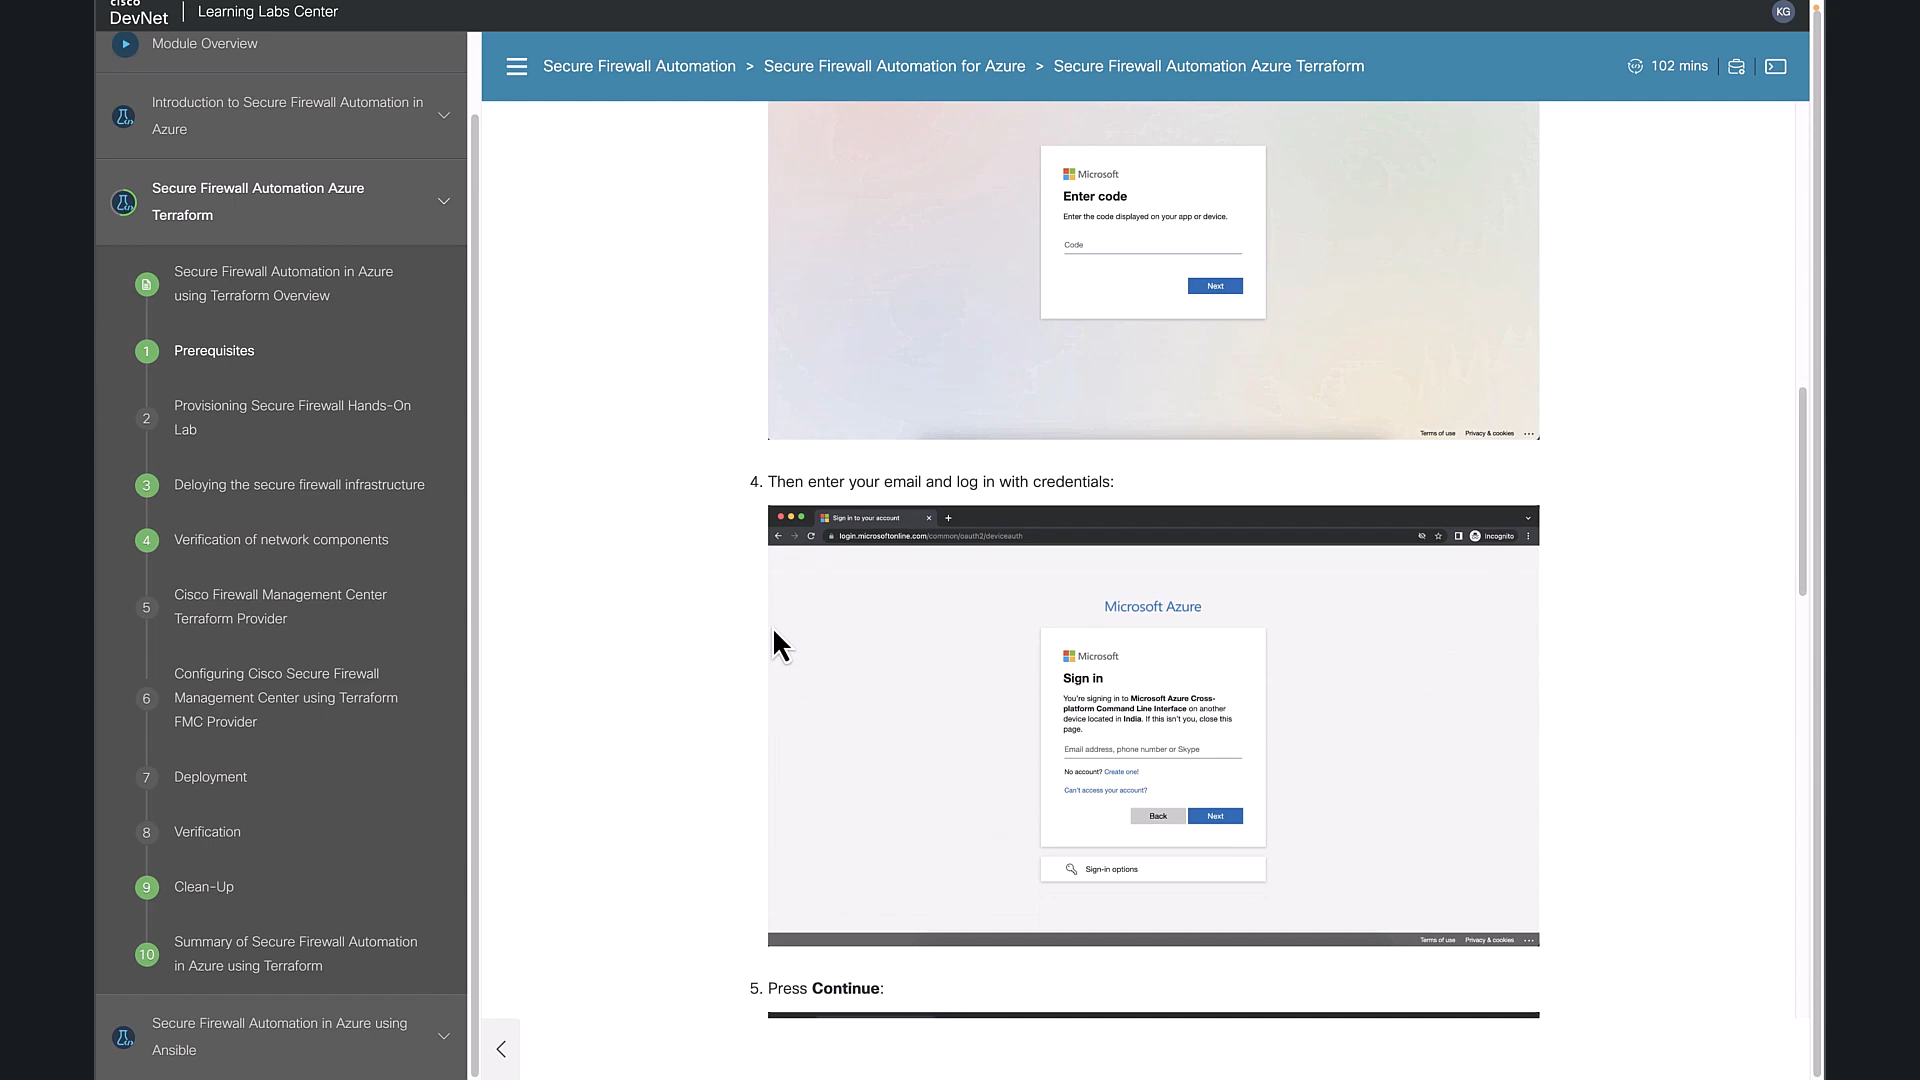 cisco
DevNet
Learning Labs Center
KG
Module Overview
Introduction to Secure Firewall Automation in
Azure
Secure Firewall Automation Azure
Terraform
Secure Firewall Automation in Azure
using Terraform Overview
1
Prerequisites
2
Provisioning Secure Firewall Hands-On
Lab
3
Deloying the secure firewall infrastructure
4
Verification of network components
5
Cisco Firewall Management Center
Terraform Provider
6
Configuring Cisco Secure Firewall
Management Center using Terraform
FMC Provider
7
Deployment
8
Verification
9
Clean-Up
10
Summary of Secure Firewall Automation
in Azure using Terraform
Secure Firewall Automation in Azure using
Ansible
Secure Firewall Automation > Secure Firewall Automation for Azure > Secure Firewall Automation Azure Terraform
102 mins
Microsoft
Enter code
Enter the code displayed on your app or device.
Code
Next
Terms of use Privacy & cookies ...
4. Then enter your email and log in with credentials:
Sign in to your account
login.microsoftonline.com/common/oauth2/deviceauth
Incognito
Microsoft Azure
Microsoft
Sign in
You're signing in to Microsoft Azure Cross-
platform Command Line Interface on another
device located in India. If this isn't you, close this
page.
Email address, phone number or Skype
No account? Create one!
Can't access your account?
Back
Next
Sign-in options
Terms of use Privacy & cookies ...
5. Press Continue: